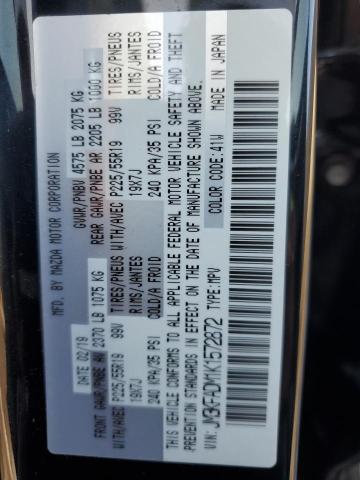 MFD. BY MAZDA MOTOR CORPORATION
DATE 02/19 GVWR/PNBV 4575 LB 2075 KG
FRONT GAWR/PNBE AV 2370 LB 1075 KG REAR GAWR/PNBE AR 2205 LB 1000 KG
WITH/AVEC P225/55R19 99V TIRES/PNEUS WITH/AVEC P225/55R19 99V TIRES/PNEUS
19X7J RIMS/JANTES 19X7J RIMS/JANTES
240 KPA/35 PSI COLD/A FROID 240 KPA/35 PSI COLD/A FROID
THIS VEHICLE CONFORMS TO ALL APPLICABLE FEDERAL MOTOR VEHICLE SAFETY AND THEFT
PREVENTION STANDARDS IN EFFECT ON THE DATE OF MANUFACTURE SHOWN ABOVE.
COLOR CODE:41W MADE IN JAPAN
VIN: JM3KFADM1K1572872 TYPE:MPV